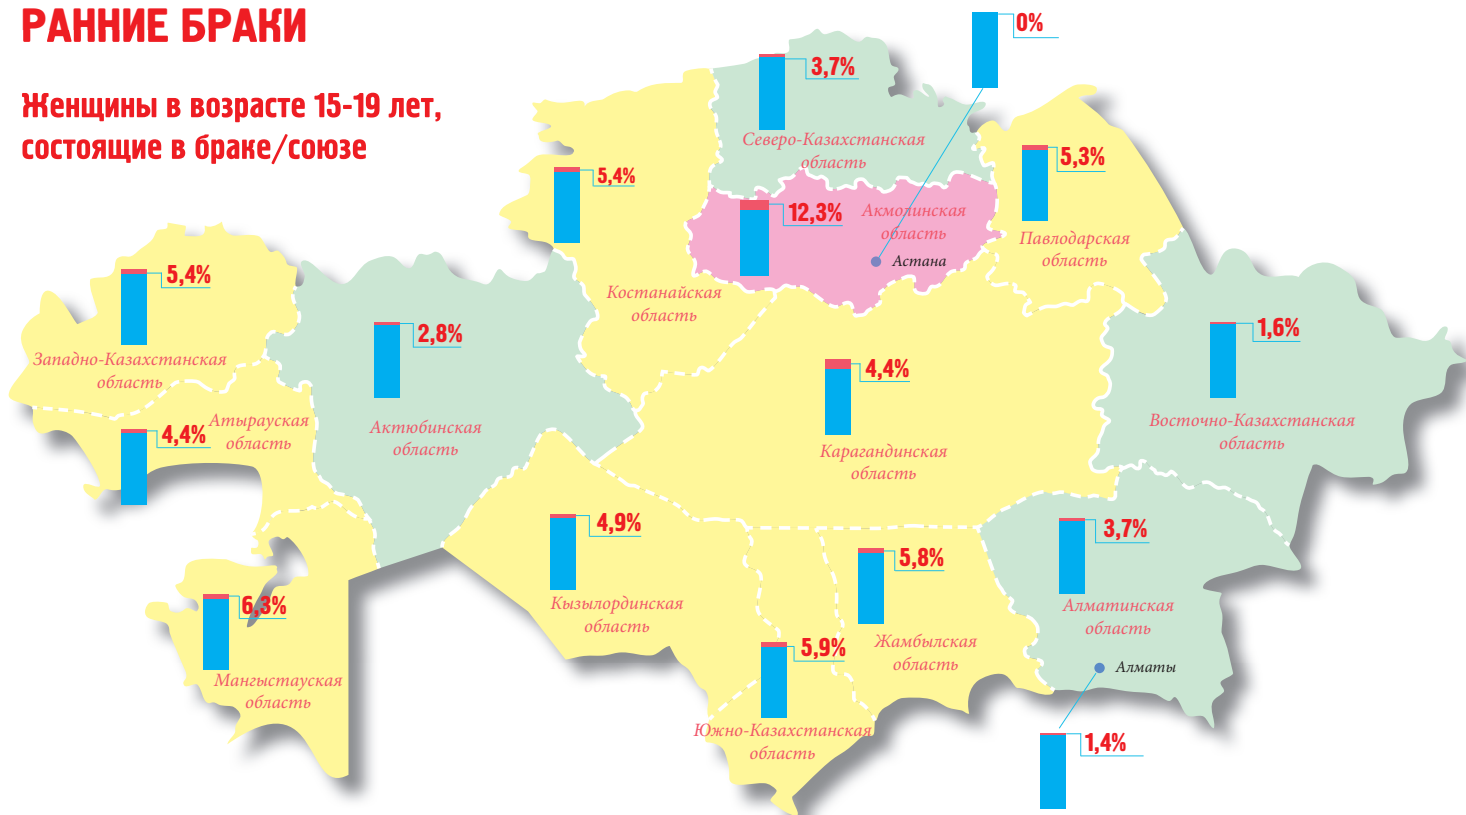 РАННИЕ БРАКИ
Женщины в возрасте 15-19 лет,
состоящие в браке/союзе
0%
3,7%
Северо-Казахстанская
область
5,4%
Костанайская
область
12,3%
Акмолинская
область
Астана
5,3%
Павлодарская
область
5,4%
Западно-Казахстанская
область
2,8%
Актюбинская
область
4,4%
Карагандинская
область
1,6%
Восточно-Казахстанская
область
4,4%
Атырауская
область
4,9%
Кызылординская
область
5,8%
Жамбылская
область
3,7%
Алматинская
область
Алматы
6,3%
Мангыстауская
область
5,9%
Южно-Казахстанская
область
1,4%